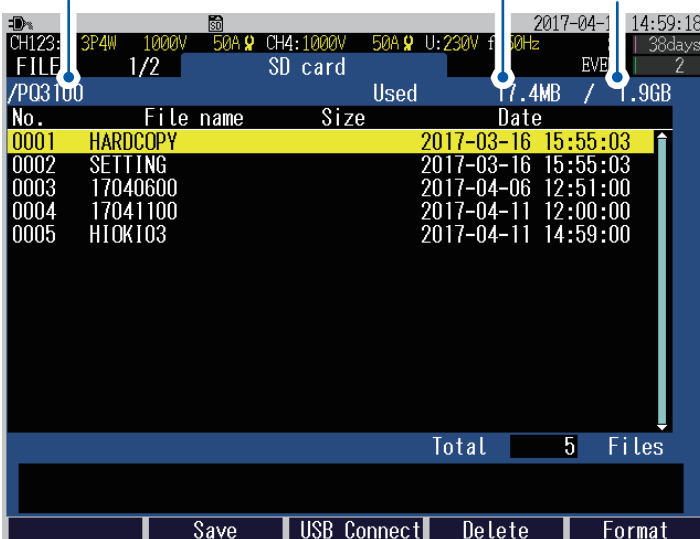 SD 2017-04-1 14:59:18
CH123: 3P4W 1000V 50A CH4:1000V 50A U:230V f 50Hz 38days
FILE 1/2 SD card EVE 2
/PQ3100 Used 17.4MB / 1.9GB
No. File name Size Date
0001 HARDCOPY 2017-03-16 15:55:03
0002 SETTING 2017-03-16 15:55:03
0003 17040600 2017-04-06 12:51:00
0004 17041100 2017-04-11 12:00:00
0005 HIOKI03 2017-04-11 14:59:00
Total 5 Files
Save USB Connect Delete Format